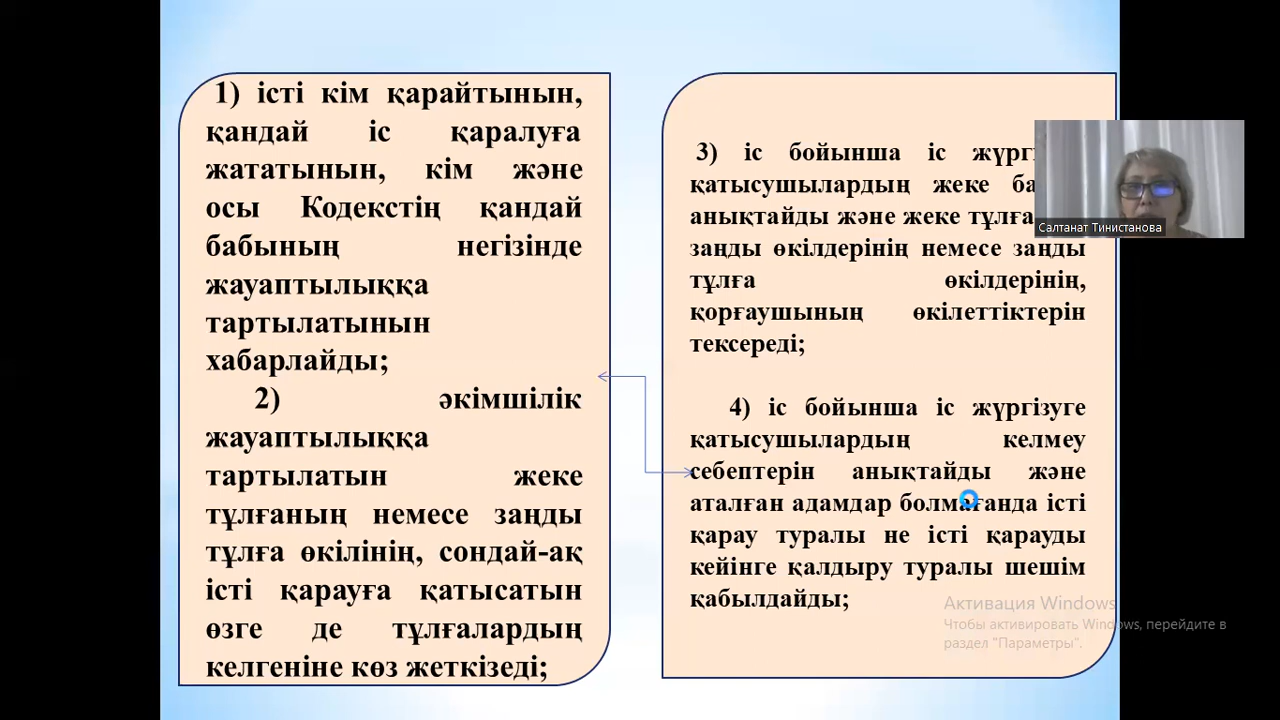 1) істі кім қарайтынын,
қандай іс қаралуға
жататынын, кім және
осы Кодекстің қандай
бабының негізінде
жауаптылыққа
тартылатынын
хабарлайды;
2) әкімшілік
жауаптылыққа
тартылатын жеке
тұлғаның немесе заңды
тұлға өкілінің, сондай-ақ
істі қарауға қатысатын
өзге де тұлғалардың
келгеніне көз жеткізеді;
3) іс бойынша іс
қатысушылардың жеке
анықтайды және жеке
заңды өкілдерінің немесе заңды
тұлға өкілдерінің,
қорғаушының өкілеттіктерін
тексереді;
4) іс бойынша іс жүргізуге
қатысушылардың келмеу
себептерін анықтайды және
аталған адамдар болмағанда істі
қарау туралы не істі қарауды
кейінге қалдыру туралы шешім
қабылдайды;
Салтанат Тинистанова
Активация Windows
Чтобы активировать Windows, перейдите в
раздел "Параметры".